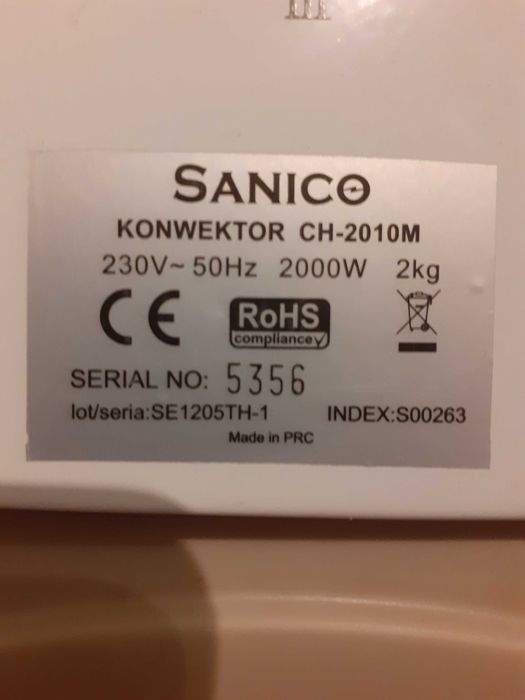 SANICO
KONWEKTOR CH-2010M
230V~ 50Hz 2000W 2kg
CE RoHS
compliance
SERIAL NO: 5356
lot/seria:SE1205TH-1 INDEX:S00263
Made in PRC